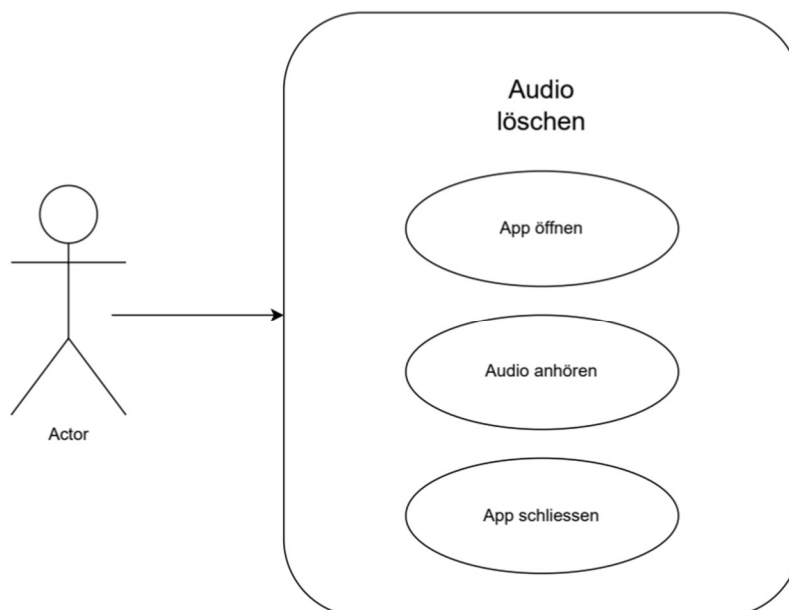 Audio
löschen
App öffnen
Audio anhören
App schliessen
Actor